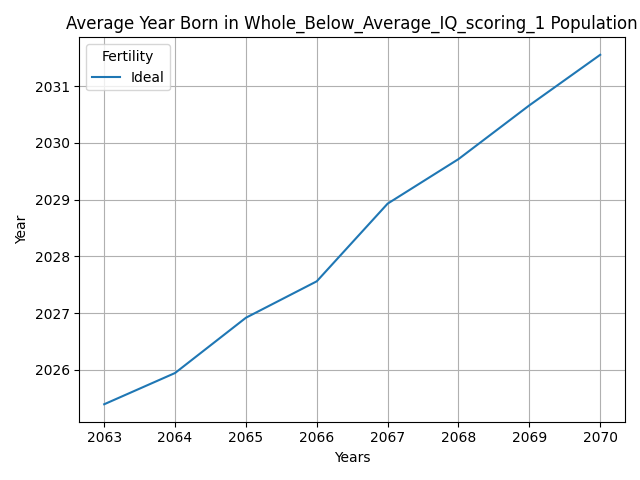 Average Year Born in Whole_Below_Average_IQ_scoring_1 Population
Fertility
Ideal
2031
2030
2029
2028
2027
2026
Year
2063 2064 2065 2066 2067 2068 2069 2070
Years